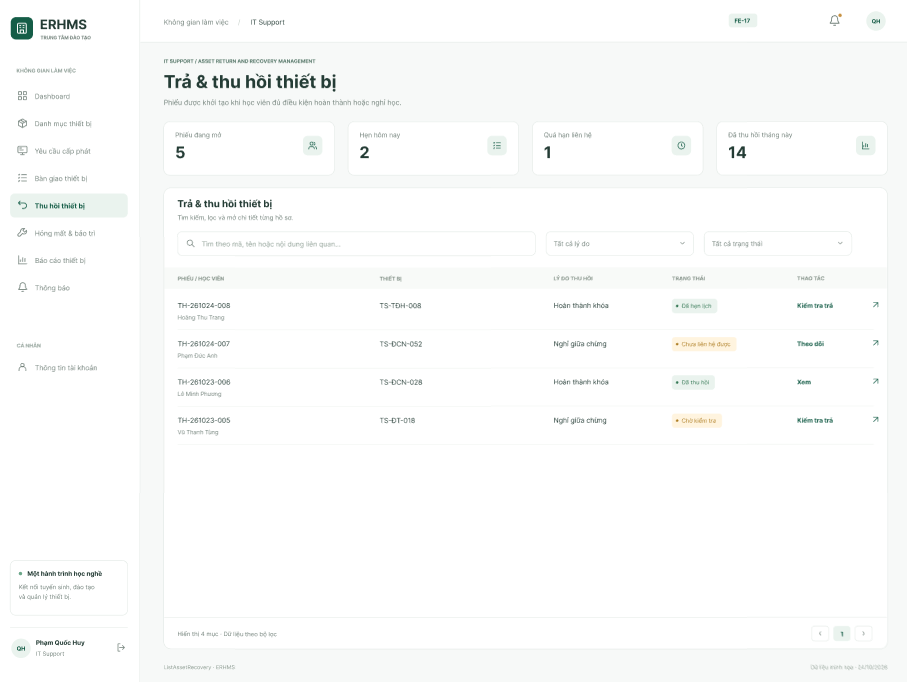 ERHMS
TRUNG TÂM ĐÀO TẠO
KHÔNG GIAN LÀM VIỆC
Dashboard
Danh mục thiết bị
Yêu cầu cấp phát
Bàn giao thiết bị
Thu hồi thiết bị
Hỏng mất & bảo trì
Báo cáo thiết bị
Thông báo
CÁ NHÂN
Thông tin tài khoản
Một hành trình học nghề
Kết nối tuyển sinh, đào tạo
và quản lý thiết bị.
QH
Phạm Quốc Huy
IT Support
Không gian làm việc / IT Support
FE-17
QH
IT SUPPORT / ASSET RETURN AND RECOVERY MANAGEMENT
Trả & thu hồi thiết bị
Phiếu được khởi tạo khi học viên đủ điều kiện hoàn thành hoặc nghỉ học.
Phiếu đang mở
5
Hẹn hôm nay
2
Quá hạn liên hệ
1
Đã thu hồi tháng này
14
Trả & thu hồi thiết bị
Tìm kiếm, lọc và mở chi tiết từng hồ sơ.
Tìm theo mã, tên hoặc nội dung liên quan...
Tất cả lý do
Tất cả trạng thái
PHIẾU / HỌC VIÊN THIẾT BỊ LÝ DO THU HỒI TRẠNG THÁI THAO TÁC
TH-261024-008 TS-TĐH-008 Hoàn thành khóa Đã hẹn lịch Kiểm tra trả
Hoàng Thu Trang
TH-261024-007 TS-ĐCN-052 Nghỉ giữa chừng Chưa liên hệ được Theo dõi
Phạm Đức Anh
TH-261023-006 TS-ĐCN-028 Hoàn thành khóa Đã thu hồi Xem
Lê Minh Phương
TH-261023-005 TS-ĐT-018 Nghỉ giữa chừng Chờ kiểm tra Kiểm tra trả
Vũ Thanh Tùng
Hiển thị 4 mục · Dữ liệu theo bộ lọc
‹ 1 ›
ListAssetRecovery · ERHMS
Dữ liệu minh họa · 24/10/2026